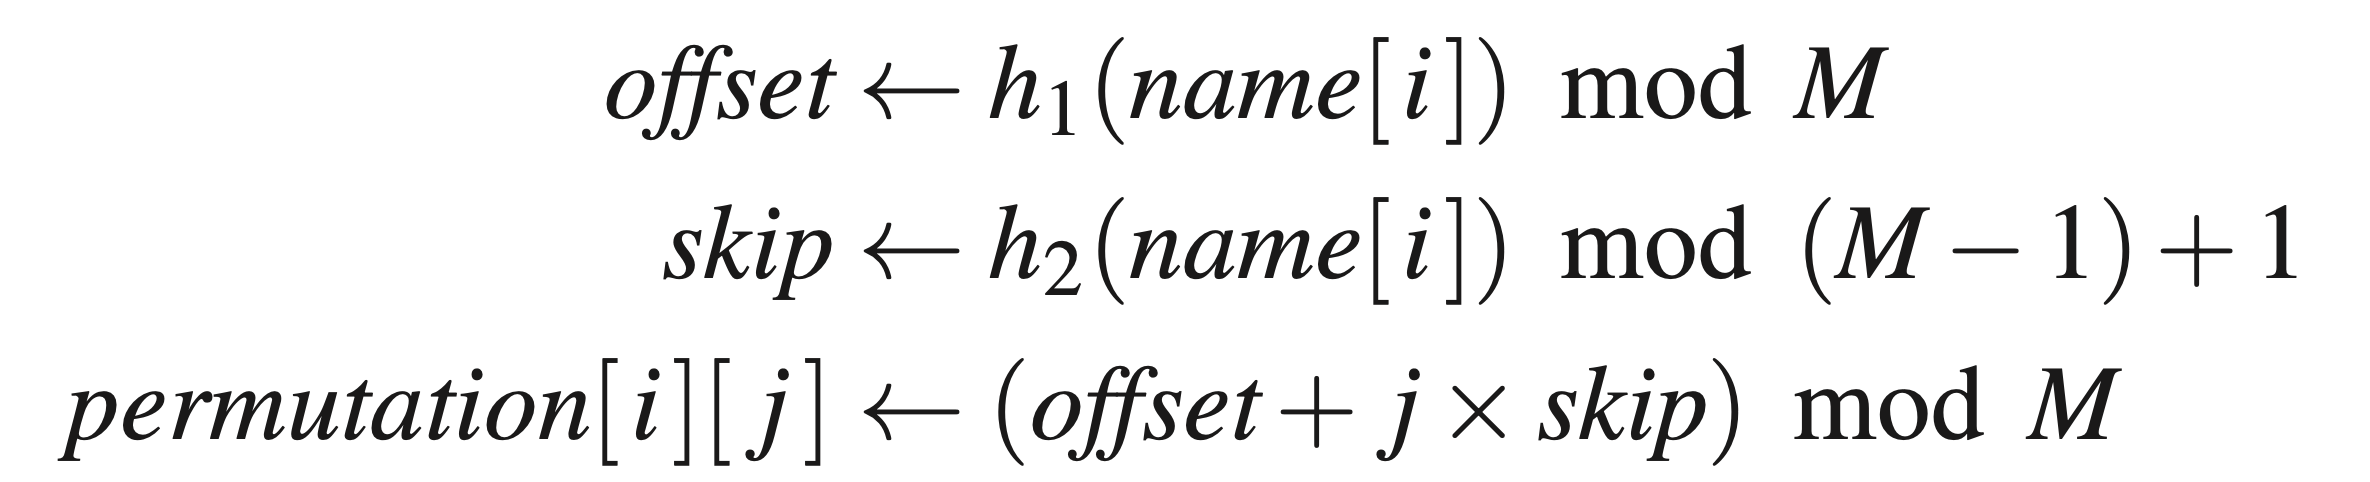 offset ← h₁(name[i]) mod M
skip ← h₂(name[i]) mod (M − 1) + 1
permutation[i][j] ← (offset + j × skip) mod M